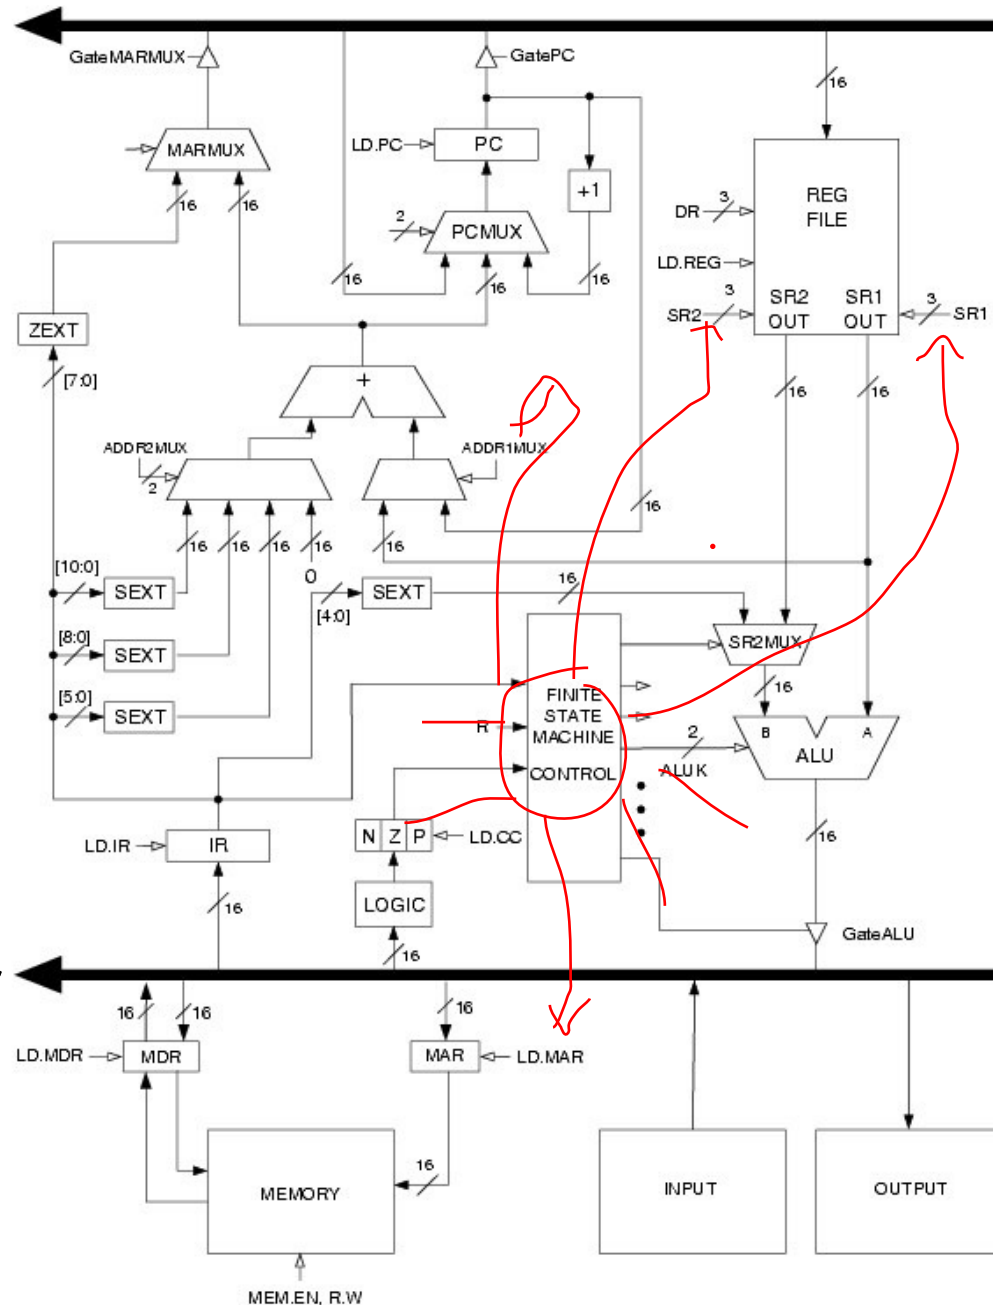 GateMARMUX
GatePC
16
MARMUX
LD.PC
PC
16
16
+1
REG
FILE
DR
3
2
PCMUX
LD.REG
16
16
16
3
SR2
SR2
OUT
SR1
OUT
3
SR1
ZEXT
[7:0]
+
16
16
ADDR2MUX
2
ADDR1MUX
16
16
16
16
16
16
[10:0]
SEXT
0
[4:0]
SEXT
16
[8:0]
SEXT
SR2MUX
16
[5:0]
SEXT
R
FINITE
STATE
MACHINE
CONTROL
2
ALUK
B
A
ALU
N Z P
LD.CC
16
LD.IR
IR
16
LOGIC
16
GateALU
16
16
16
LD.MDR
MDR
MAR
LD.MAR
16
MEMORY
INPUT
OUTPUT
MEM.EN, R.W